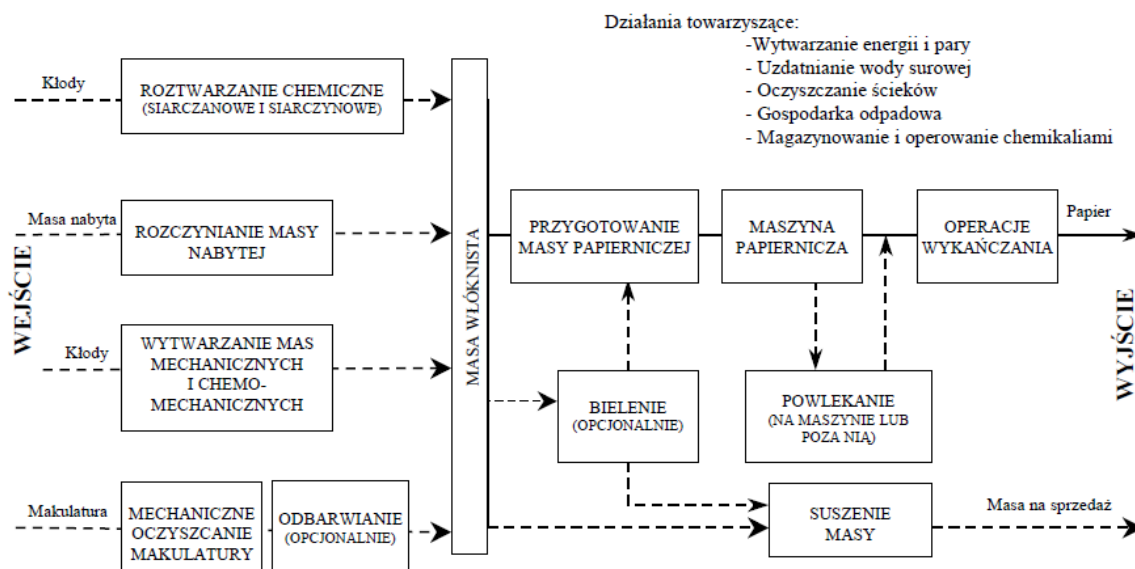 Działania towarzyszące:
-Wytwarzanie energii i pary
- Uzdatnianie wody surowej
- Oczyszczanie ścieków
- Gospodarka odpadowa
- Magazynowanie i operowanie chemikaliami
WEJŚCIE
Kłody
ROZTWARZANIE CHEMICZNE
(SIARCZANOWE I SIARCZYNOWE)
Masa nabyta
ROZCZYNIANIE MASY
NABYTEJ
Kłody
WYTWARZANIE MAS
MECHANICZNYCH
I CHEMO-
MECHANICZNYCH
Makulatura
MECHANICZNE
OCZYSZCANIE
MAKULATURY
ODBARWIANIE
(OPCJONALNIE)
MASA WŁÓKNISTA
PRZYGOTOWANIE
MASY PAPIERNICZEJ
MASZYNA
PAPIERNICZA
OPERACJE
WYKAŃCZANIA
Papier
BIELENIE
(OPCJONALNIE)
POWLEKANIE
(NA MASZYNIE LUB
POZA NIĄ)
SUSZENIE
MASY
Masa na sprzedaż
WYJŚCIE